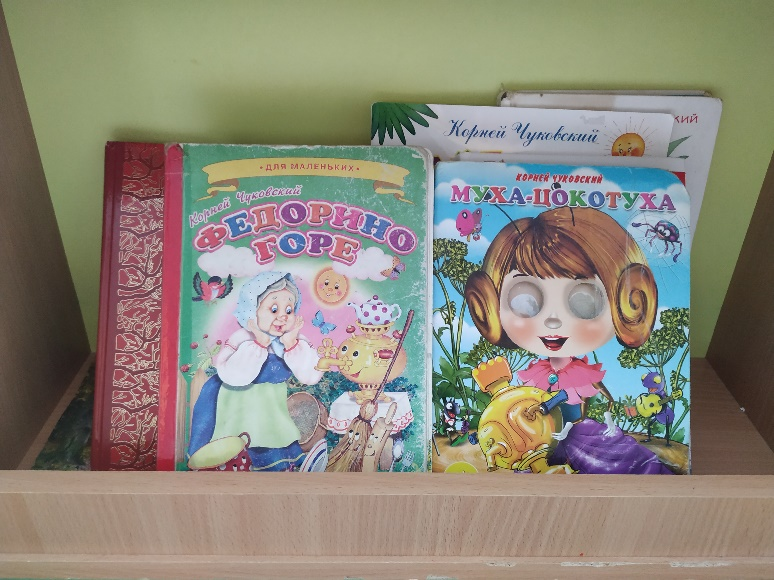 ДЛЯ МАЛЕНЬКИХ
Корней Чуковский
ФЕДОРИНО
ГОРЕ
Корней Чуковский
КОРНЕЙ ЧУКОВСКИЙ
МУХА-ЦОКОТУХА